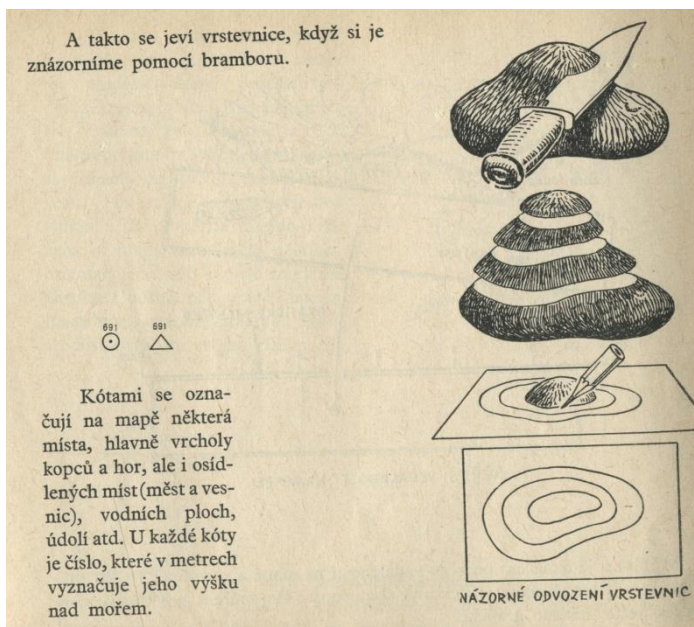 A takto se jeví vrstevnice, když si je
znázorníme pomocí bramboru.
691 691
Kótami se ozna-
čují na mapě některá
místa, hlavně vrcholy
kopců a hor, ale i osíd-
lených míst (měst a ves-
nic), vodních ploch,
údolí atd. U každé kóty
je číslo, které v metrech
vyznačuje jeho výšku
nad mořem.
NÁZORNÉ ODVOZENÍ VRSTEVNIC